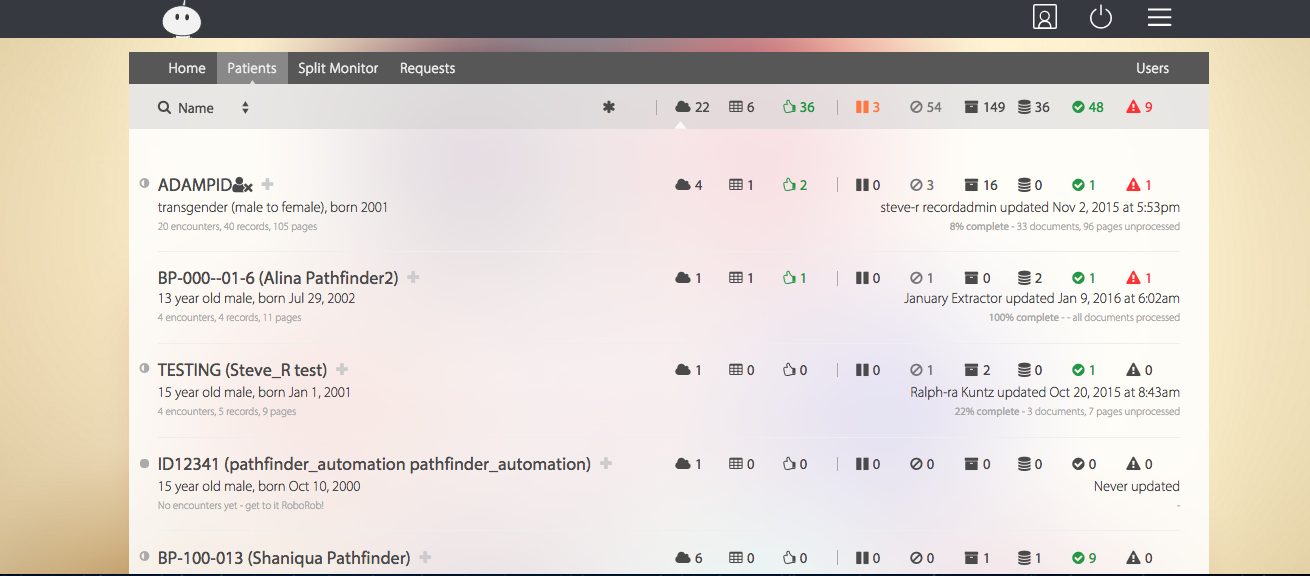 Home Patients Split Monitor Requests Users
Name 22 6 36 3 54 149 36 48 9
ADAMPID 4 1 2 0 3 16 0 1 1
transgender (male to female), born 2001 steve-r recordadmin updated Nov 2, 2015 at 5:53pm
20 encounters, 40 records, 105 pages 8% complete - 33 documents, 96 pages unprocessed
BP-000--01-6 (Alina Pathfinder2) 1 1 1 0 1 0 2 1 1
13 year old male, born Jul 29, 2002 January Extractor updated Jan 9, 2016 at 6:02am
4 encounters, 4 records, 11 pages 100% complete - - all documents processed
TESTING (Steve_R test) 1 0 0 0 1 2 0 1 0
15 year old male, born Jan 1, 2001 Ralph-ra Kuntz updated Oct 20, 2015 at 8:43am
4 encounters, 5 records, 9 pages 22% complete - 3 documents, 7 pages unprocessed
ID12341 (pathfinder_automation pathfinder_automation) 1 0 0 0 0 0 0 0 0
15 year old male, born Oct 10, 2000 Never updated
No encounters yet - get to it RoboRob! -
BP-100-013 (Shaniqua Pathfinder) 6 0 0 0 0 1 1 9 0